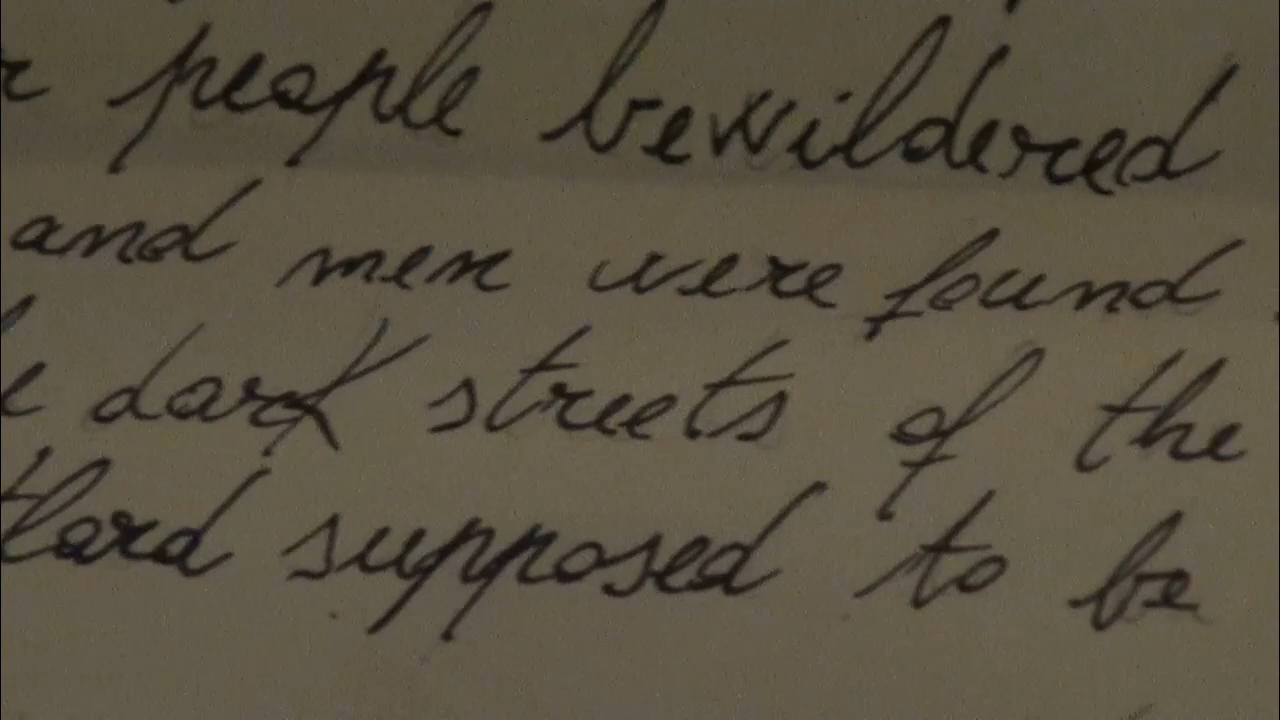 people bewildered
and men were found
dark streets of the
supposed to be